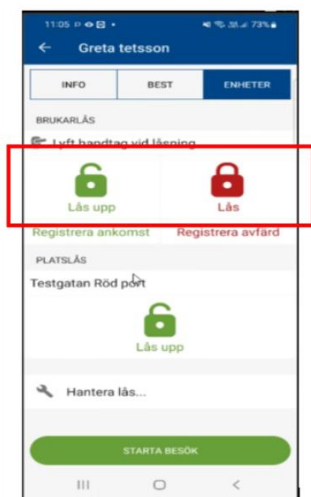 11:05
73%
Greta tetsson
INFO BEST ENHETER
BRUKARLÅS
Lyft handtag vid låsning
Lås upp Lås
Registrera ankomst Registrera avfärd
PLATSLÅS
Testgatan Röd port
Lås upp
Hantera lås...
STARTA BESÖK